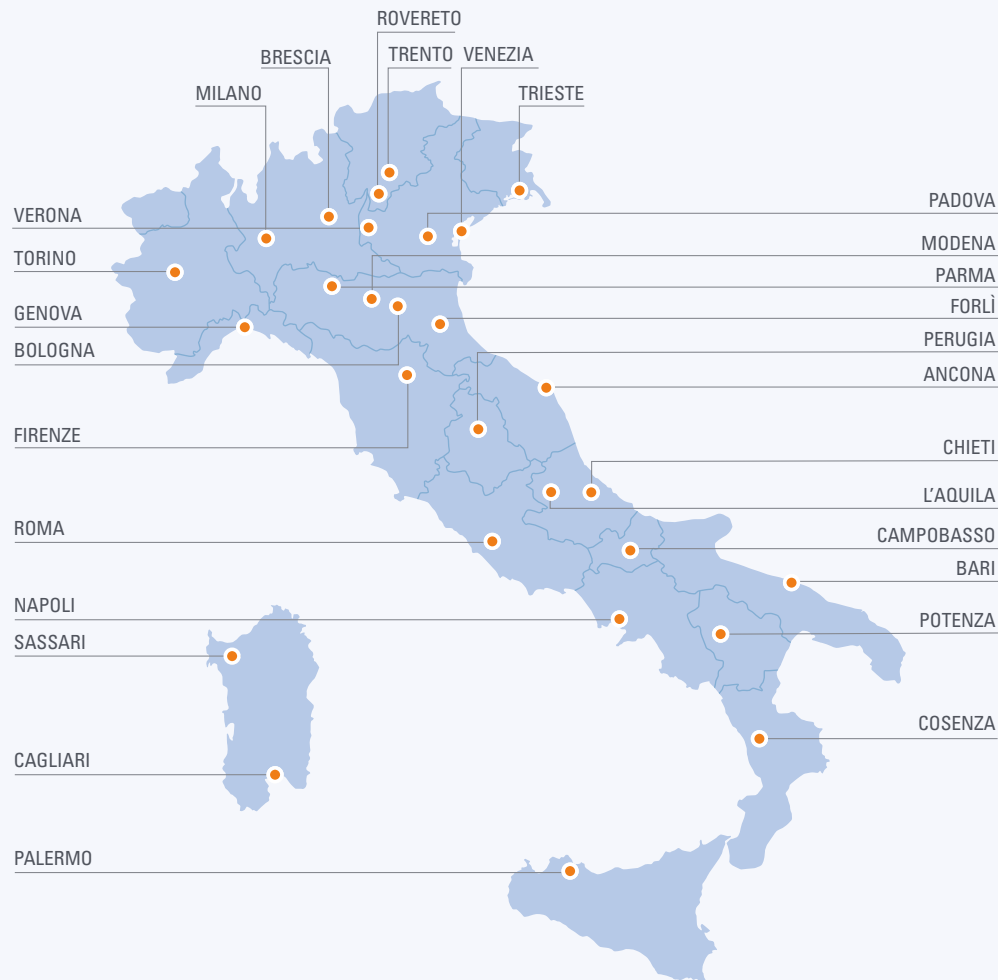 ROVERETO
BRESCIA
TRENTO
VENEZIA
MILANO
TRIESTE
VERONA
TORINO
GENOVA
BOLOGNA
FIRENZE
ROMA
NAPOLI
SASSARI
CAGLIARI
PALERMO
PADOVA
MODENA
PARMA
FORLÌ
PERUGIA
ANCONA
CHIETI
L'AQUILA
CAMPOBASSO
BARI
POTENZA
COSENZA